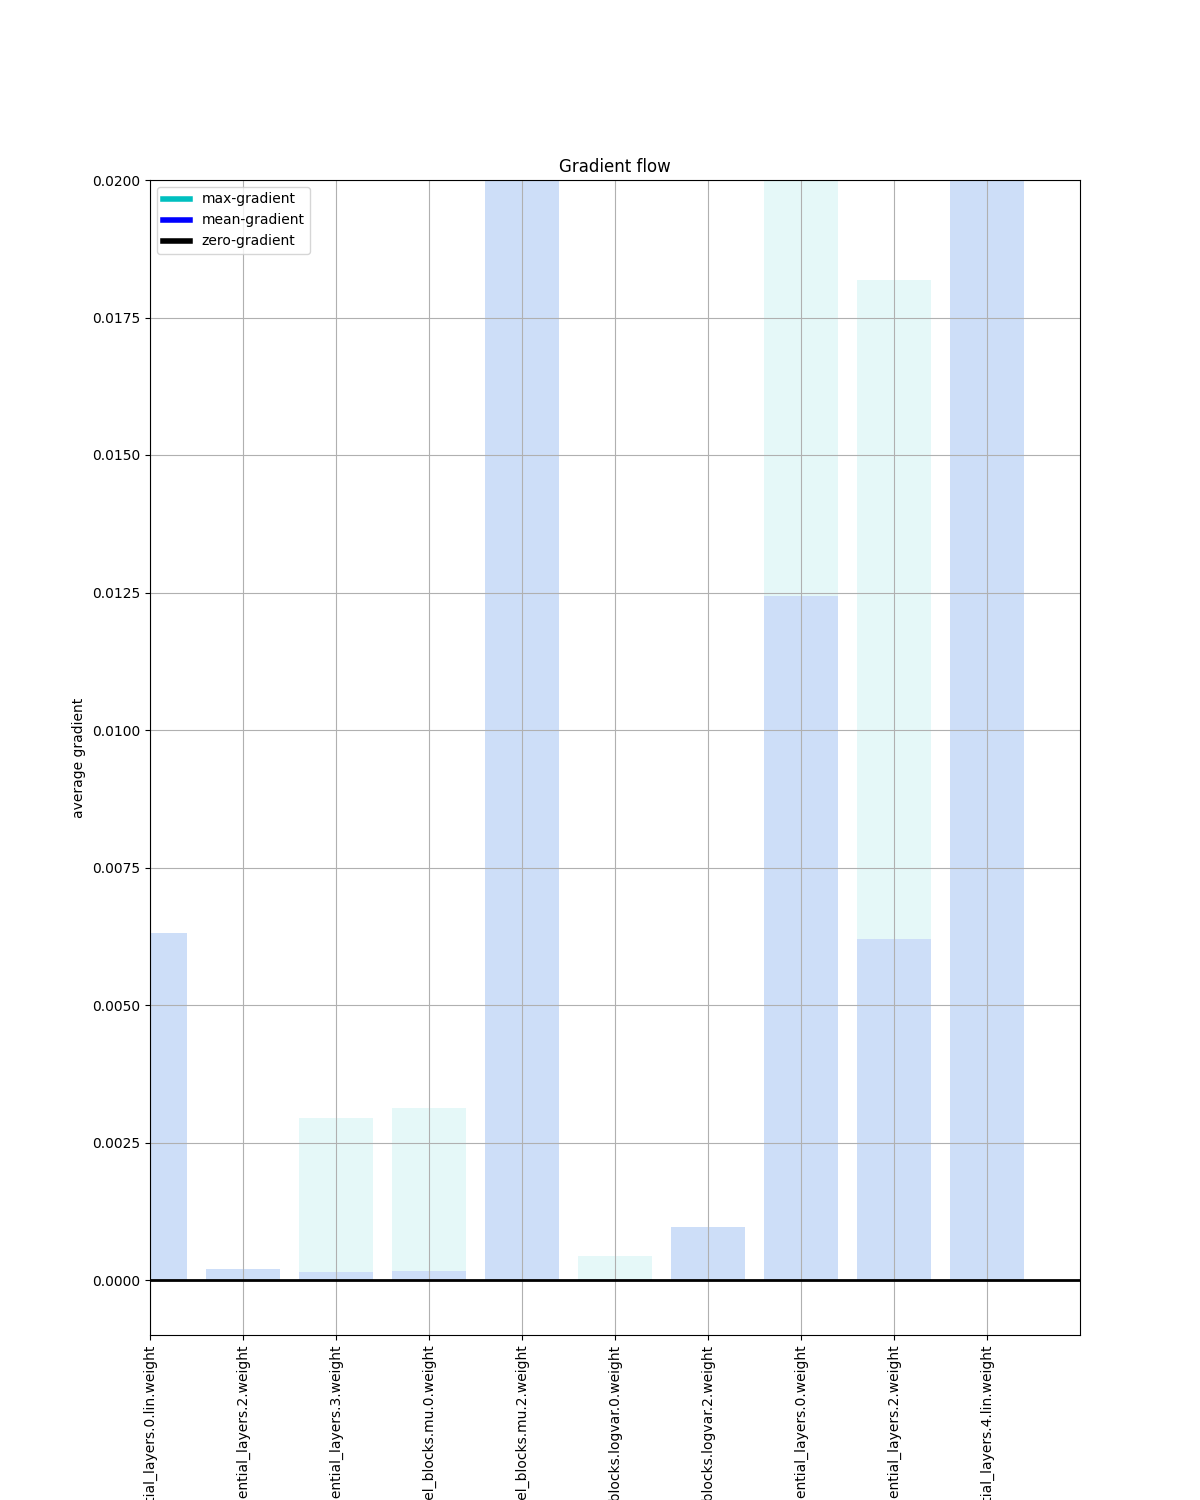 Gradient flow
max-gradient
mean-gradient
zero-gradient
average gradient
0.0200
0.0175
0.0150
0.0125
0.0100
0.0075
0.0050
0.0025
0.0000
tial_layers.0.lin.weight
ential_layers.2.weight
ential_layers.3.weight
el_blocks.mu.0.weight
el_blocks.mu.2.weight
blocks.logvar.0.weight
blocks.logvar.2.weight
ential_layers.0.weight
ential_layers.2.weight
tial_layers.4.lin.weight